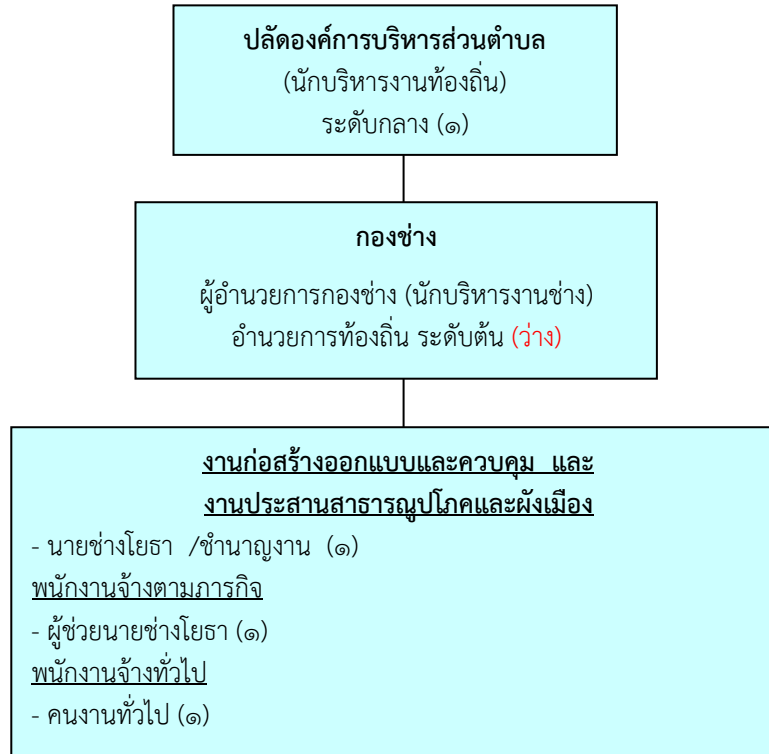 ปลัดองค์การบริหารส่วนตำบล
(นักบริหารงานท้องถิ่น)
ระดับกลาง (๑)
กองช่าง
ผู้อำนวยการกองช่าง (นักบริหารงานช่าง)
อำนวยการท้องถิ่น ระดับต้น (ว่าง)
งานก่อสร้างออกแบบและควบคุม และ
งานประสานสาธารณูปโภคและผังเมือง
- นายช่างโยธา /ชำนาญงาน (๑)
พนักงานจ้างตามภารกิจ
- ผู้ช่วยนายช่างโยธา (๑)
พนักงานจ้างทั่วไป
- คนงานทั่วไป (๑)